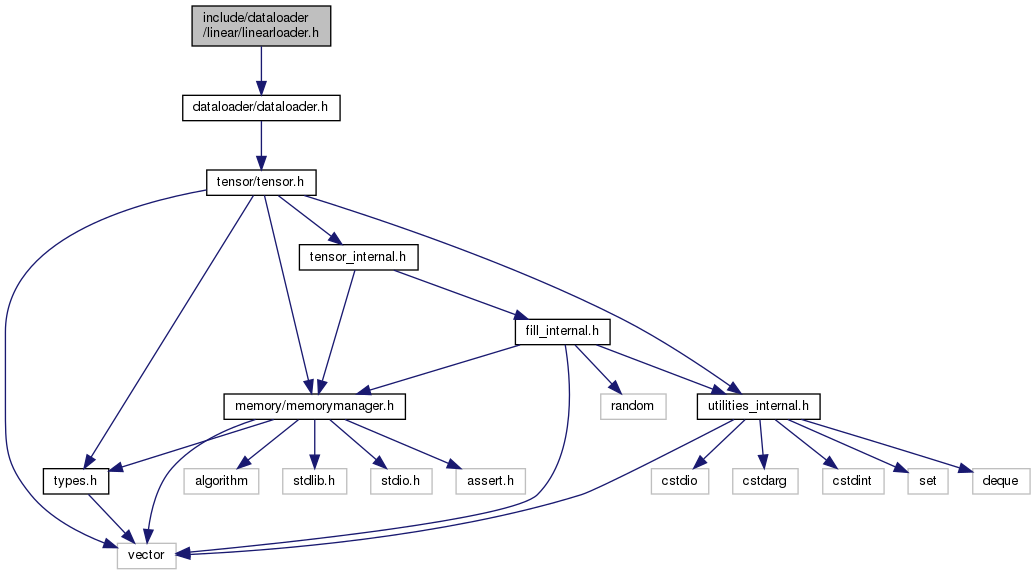 include/dataloader
/linear/linearloader.h
dataloader/dataloader.h
tensor/tensor.h
tensor_internal.h
fill_internal.h
memory/memorymanager.h
random
utilities_internal.h
types.h
algorithm
stdlib.h
stdio.h
assert.h
cstdio
cstdarg
cstdint
set
deque
vector